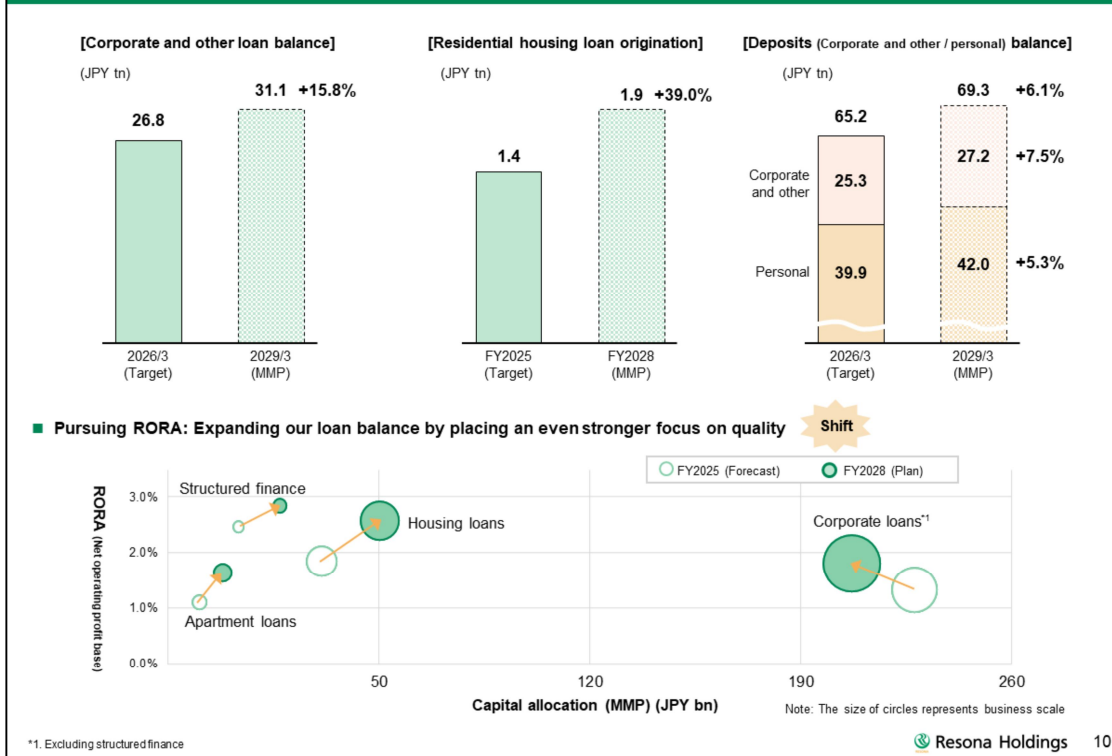 [Corporate and other loan balance]
(JPY tn)
31.1 +15.8%
26.8
2026/3
(Target)
2029/3
(MMP)
[Residential housing loan origination]
(JPY tn)
1.9 +39.0%
1.4
FY2025
(Target)
FY2028
(MMP)
[Deposits (Corporate and other / personal) balance]
(JPY tn)
69.3 +6.1%
65.2
Corporate
and other
25.3
27.2 +7.5%
Personal
39.9
42.0 +5.3%
2026/3
(Target)
2029/3
(MMP)
Pursuing RORA: Expanding our loan balance by placing an even stronger focus on quality
Shift
FY2025 (Forecast)
FY2028 (Plan)
RORA (Net operating profit base)
3.0%
2.0%
1.0%
0.0%
Structured finance
Housing loans
Corporate loans*1
Apartment loans
50
120
190
260
Capital allocation (MMP) (JPY bn)
Note: The size of circles represents business scale
*1. Excluding structured finance
Resona Holdings 10